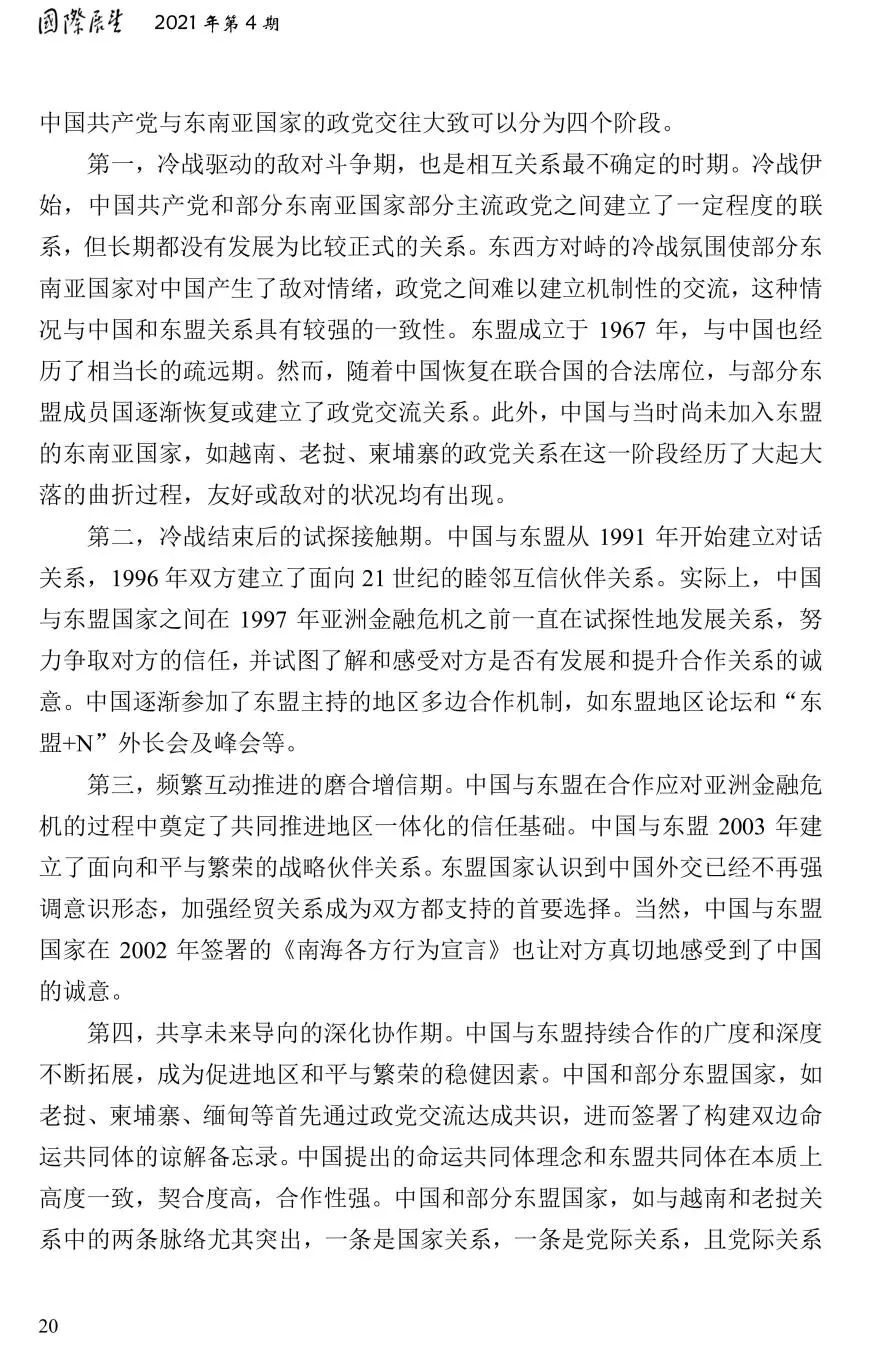 國際展望 2021 年第 4 期
中国共产党与东南亚国家的政党交往大致可以分为四个阶段。
第一，冷战驱动的敌对斗争期，也是相互关系最不确定的时期。冷战伊
始，中国共产党和部分东南亚国家部分主流政党之间建立了一定程度的联
系，但长期都没有发展为比较正式的关系。东西方对峙的冷战氛围使部分东
南亚国家对中国产生了敌对情绪，政党之间难以建立机制性的交流，这种情
况与中国和东盟关系具有较强的一致性。东盟成立于 1967 年，与中国也经
历了相当长的疏远期。然而，随着中国恢复在联合国的合法席位，与部分东
盟成员国逐渐恢复或建立了政党交流关系。此外，中国与当时尚未加入东盟
的东南亚国家，如越南、老挝、柬埔寨的政党关系在这一阶段经历了大起大
落的曲折过程，友好或敌对的状况均有出现。
第二，冷战结束后的试探接触期。中国与东盟从 1991 年开始建立对话
关系，1996 年双方建立了面向 21 世纪的睦邻互信伙伴关系。实际上，中国
与东盟国家之间在 1997 年亚洲金融危机之前一直在试探性地发展关系，努
力争取对方的信任，并试图了解和感受对方是否有发展和提升合作关系的诚
意。中国逐渐参加了东盟主持的地区多边合作机制，如东盟地区论坛和“东
盟+N”外长会及峰会等。
第三，频繁互动推进的磨合增信期。中国与东盟在合作应对亚洲金融危
机的过程中奠定了共同推进地区一体化的信任基础。中国与东盟 2003 年建
立了面向和平与繁荣的战略伙伴关系。东盟国家认识到中国外交已经不再强
调意识形态，加强经贸关系成为双方都支持的首要选择。当然，中国与东盟
国家在 2002 年签署的《南海各方行为宣言》也让对方真切地感受到了中国
的诚意。
第四，共享未来导向的深化协作期。中国与东盟持续合作的广度和深度
不断拓展，成为促进地区和平与繁荣的稳健因素。中国和部分东盟国家，如
老挝、柬埔寨、缅甸等首先通过政党交流达成共识，进而签署了构建双边命
运共同体的谅解备忘录。中国提出的命运共同体理念和东盟共同体在本质上
高度一致，契合度高，合作性强。中国和部分东盟国家，如与越南和老挝关
系中的两条脉络尤其突出，一条是国家关系，一条是党际关系，且党际关系
20